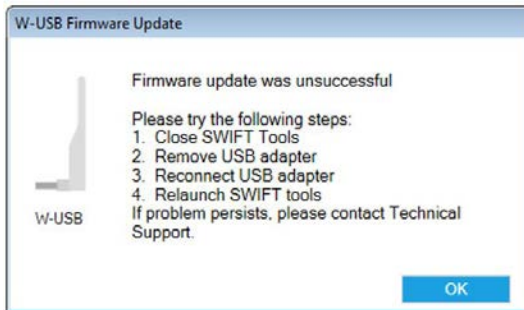 W-USB Firmware Update
Firmware update was unsuccessful
Please try the following steps:
1. Close SWIFT Tools
2. Remove USB adapter
3. Reconnect USB adapter
4. Relaunch SWIFT tools
If problem persists, please contact Technical
Support.
W-USB
OK